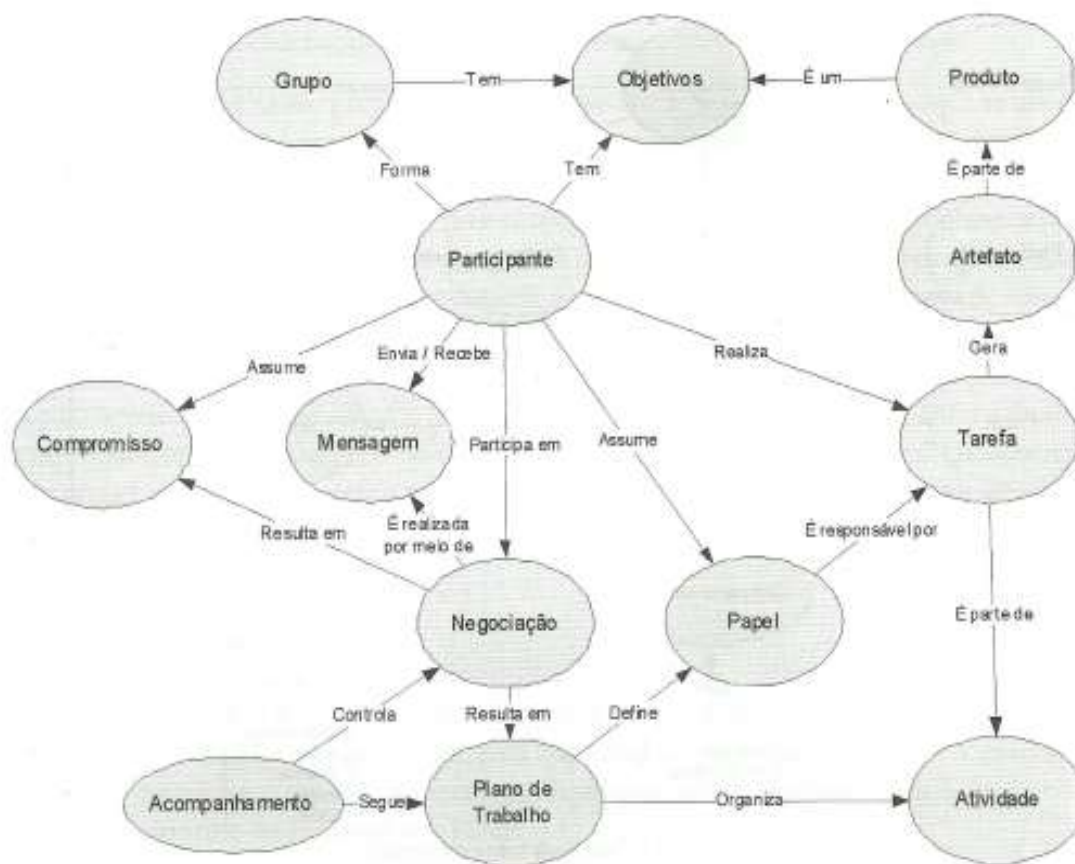 Grupo
Tem
Objetivos
É um
Produto
Forma
Tem
É parte de
Participante
Artefato
Assume
Envia / Recebe
Realiza
Gera
Compromisso
Mensagem
Participa em
Assume
Tarefa
Resulta em
É realizada
por meio de
É responsável por
Negociação
Papel
É parte de
Controla
Resulta em
Define
Acompanhamento
Segue
Plano de
Trabalho
Organiza
Atividade